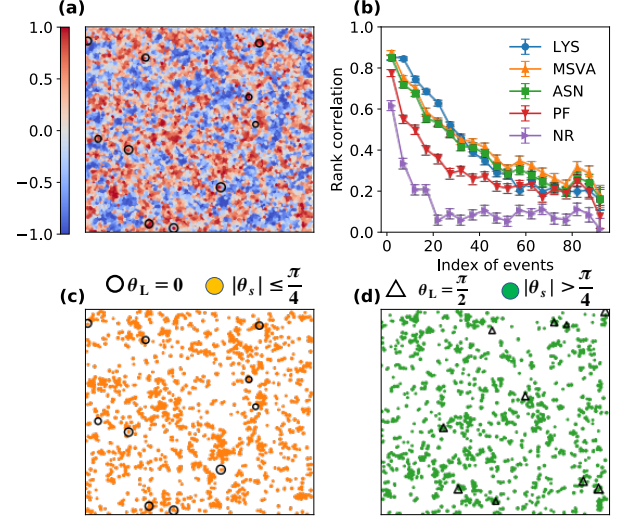 (a)
1.0
0.5
0.0
−0.5
−1.0
(b)
Rank correlation
1.0
0.8
0.6
0.4
0.2
0.0
LYS
MSVA
ASN
PF
NR
0 20 40 60 80
Index of events
(c)
θL = 0 |θs| ≤ π/4
(d)
θL = π/2 |θs| > π/4